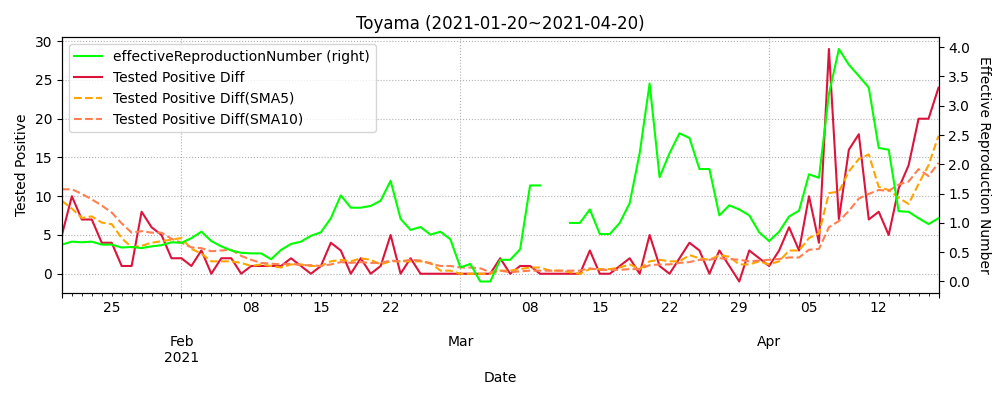 Toyama (2021-01-20~2021-04-20)
effectiveReproductionNumber (right)
Tested Positive Diff
Tested Positive Diff(SMA5)
Tested Positive Diff(SMA10)
Tested Positive
30
25
20
15
10
5
0
4.0
3.5
3.0
2.5
2.0
1.5
1.0
0.5
0.0
Effective Reproduction Number
25 08 15 22 08 15 22 29 05 12
Feb Mar Apr
2021
Date